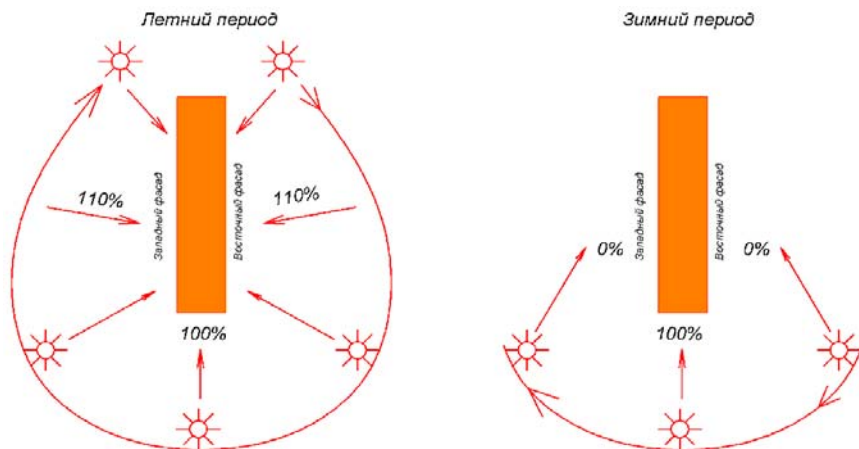 Летний период
Зимний период
110%
Западный фасад
Восточный фасад
110%
100%
0%
Западный фасад
Восточный фасад
0%
100%